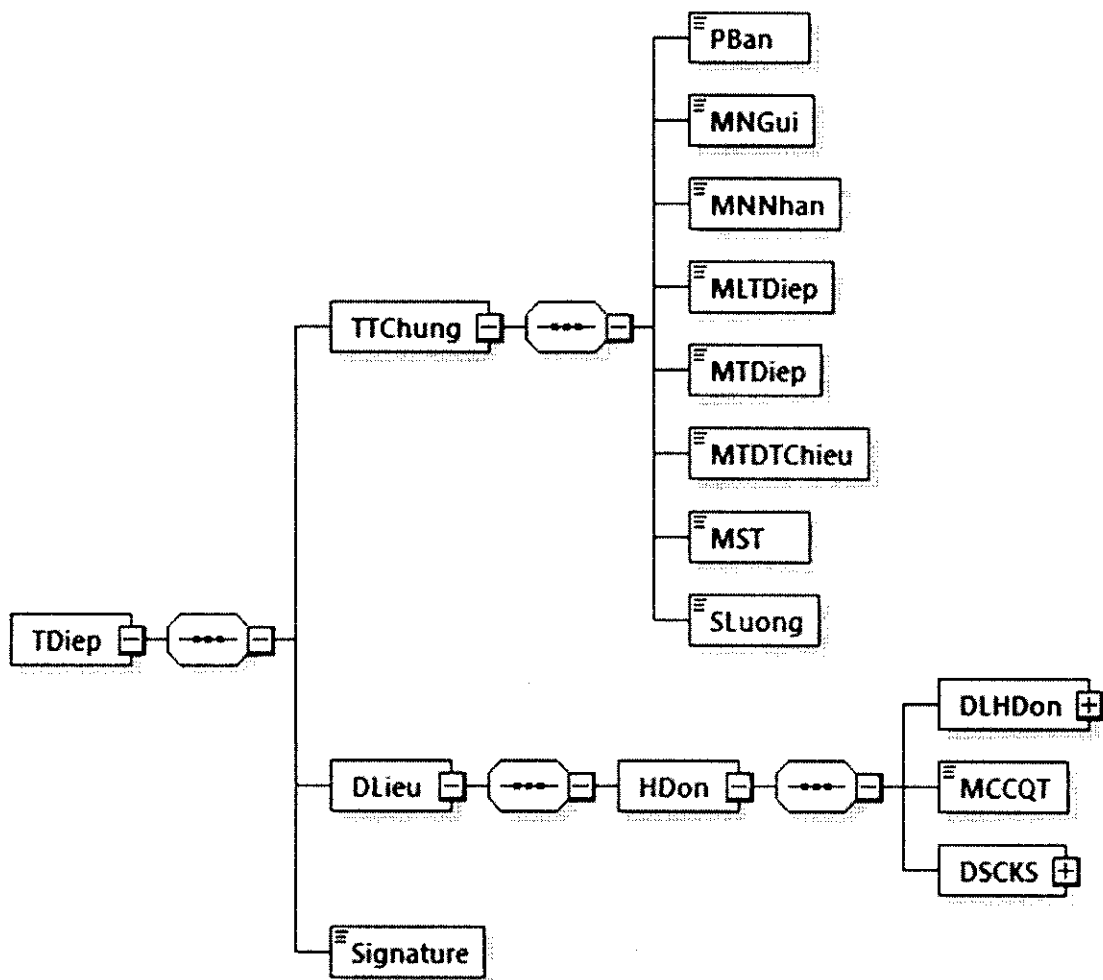 PBan
MNGui
MNNhan
MLTDiep
TTChung
MTDiep
MTDTChieu
MST
SLuong
TDiep
DLHDon
DLieu
HDon
MCCQT
DSCKS
Signature